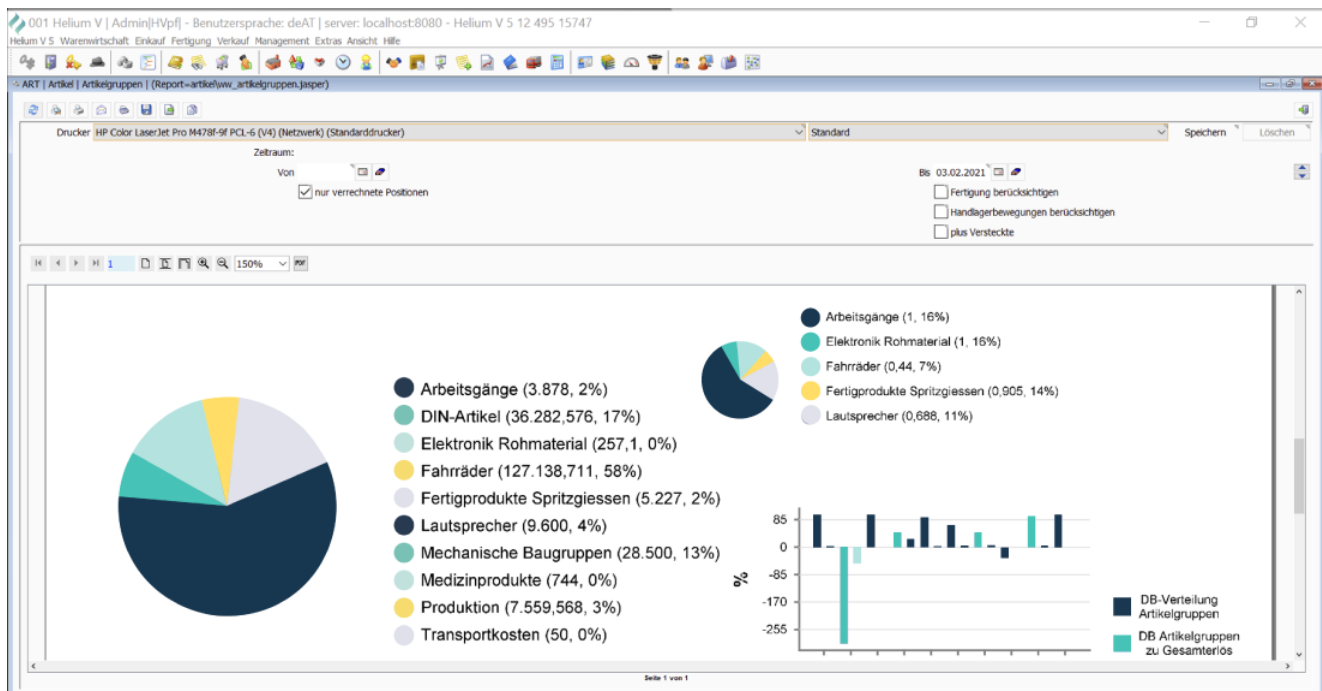 001 Helium V | Admin|HVpf| - Benutzersprache: deAT | server: localhost:8080 - Helium V 5 12 495 15747
Helium V 5 Warenwirtschaft Einkauf Fertigung Verkauf Management Extras Ansicht Hilfe
ART | Artikel | Artikelgruppen | (Report=artikel\ww_artikelgruppen.jasper)
Drucker HP Color LaserJet Pro M478f-9f PCL-6 (V4) (Netzwerk) (Standarddrucker) Standard Speichern Löschen
Zeitraum:
Von Bis 03.02.2021
nur verrechnete Positionen Fertigung berücksichtigen
Handlagerbewegungen berücksichtigen
plus Versteckte
1 150% PDF
Arbeitsgänge (1, 16%)
Elektronik Rohmaterial (1, 16%)
Fahrräder (0,44, 7%)
Fertigprodukte Spritzgiessen (0,905, 14%)
Lautsprecher (0,688, 11%)
Arbeitsgänge (3.878, 2%)
DIN-Artikel (36.282,576, 17%)
Elektronik Rohmaterial (257,1, 0%)
Fahrräder (127.138,711, 58%)
Fertigprodukte Spritzgiessen (5.227, 2%)
Lautsprecher (9.600, 4%)
Mechanische Baugruppen (28.500, 13%)
Medizinprodukte (744, 0%)
Produktion (7.559,568, 3%)
Transportkosten (50, 0%)
85
0
-85
-170
-255
%
DB-Verteilung
Artikelgruppen
DB Artikelgruppen
zu Gesamterlös
Seite 1 von 1